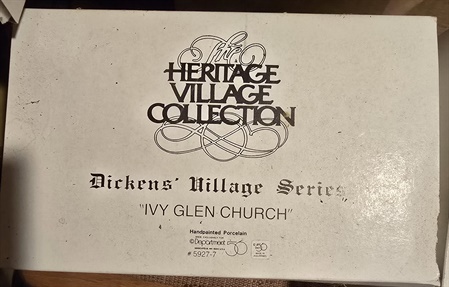 The
HERITAGE
VILLAGE
COLLECTION
Dickens' Village Series
"IVY GLEN CHURCH"
Handpainted Porcelain
©Department 56
# 5927-7